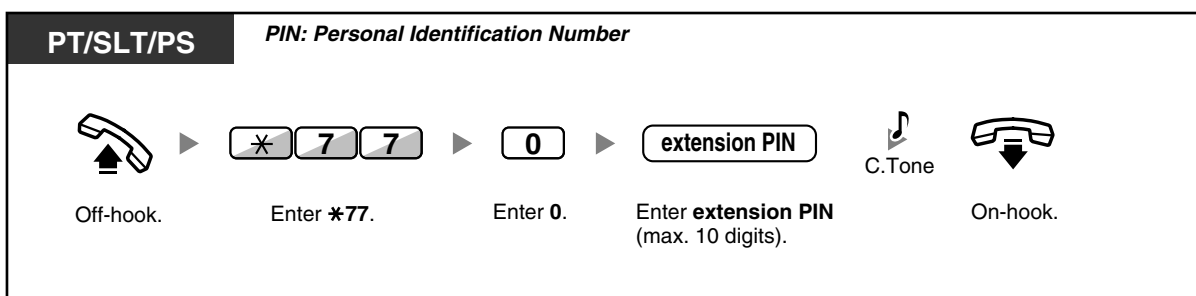 PT/SLT/PS
PIN: Personal Identification Number
✳ 7 7
0
extension PIN
C.Tone
Off-hook.
Enter ✳77.
Enter 0.
Enter extension PIN
(max. 10 digits).
On-hook.